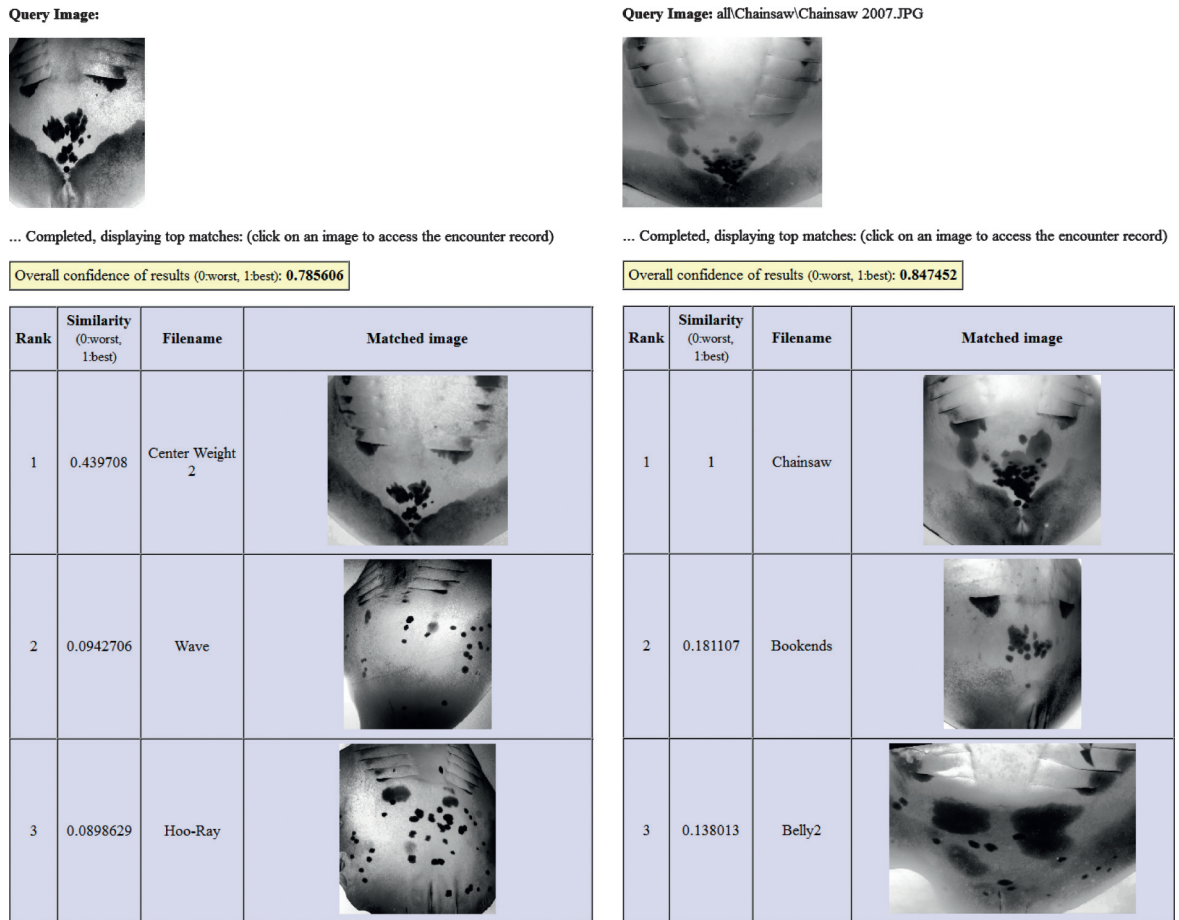 Query Image:
... Completed, displaying top matches: (click on an image to access the encounter record)
Overall confidence of results (0:worst, 1:best): 0.785606
Rank Similarity (0:worst, 1:best) Filename Matched image
1 0.439708 Center Weight 2
2 0.0942706 Wave
3 0.0898629 Hoo-Ray
Query Image: all\Chainsaw\Chainsaw 2007.JPG
... Completed, displaying top matches: (click on an image to access the encounter record)
Overall confidence of results (0:worst, 1:best): 0.847452
Rank Similarity (0:worst, 1:best) Filename Matched image
1 1 Chainsaw
2 0.181107 Bookends
3 0.138013 Belly2